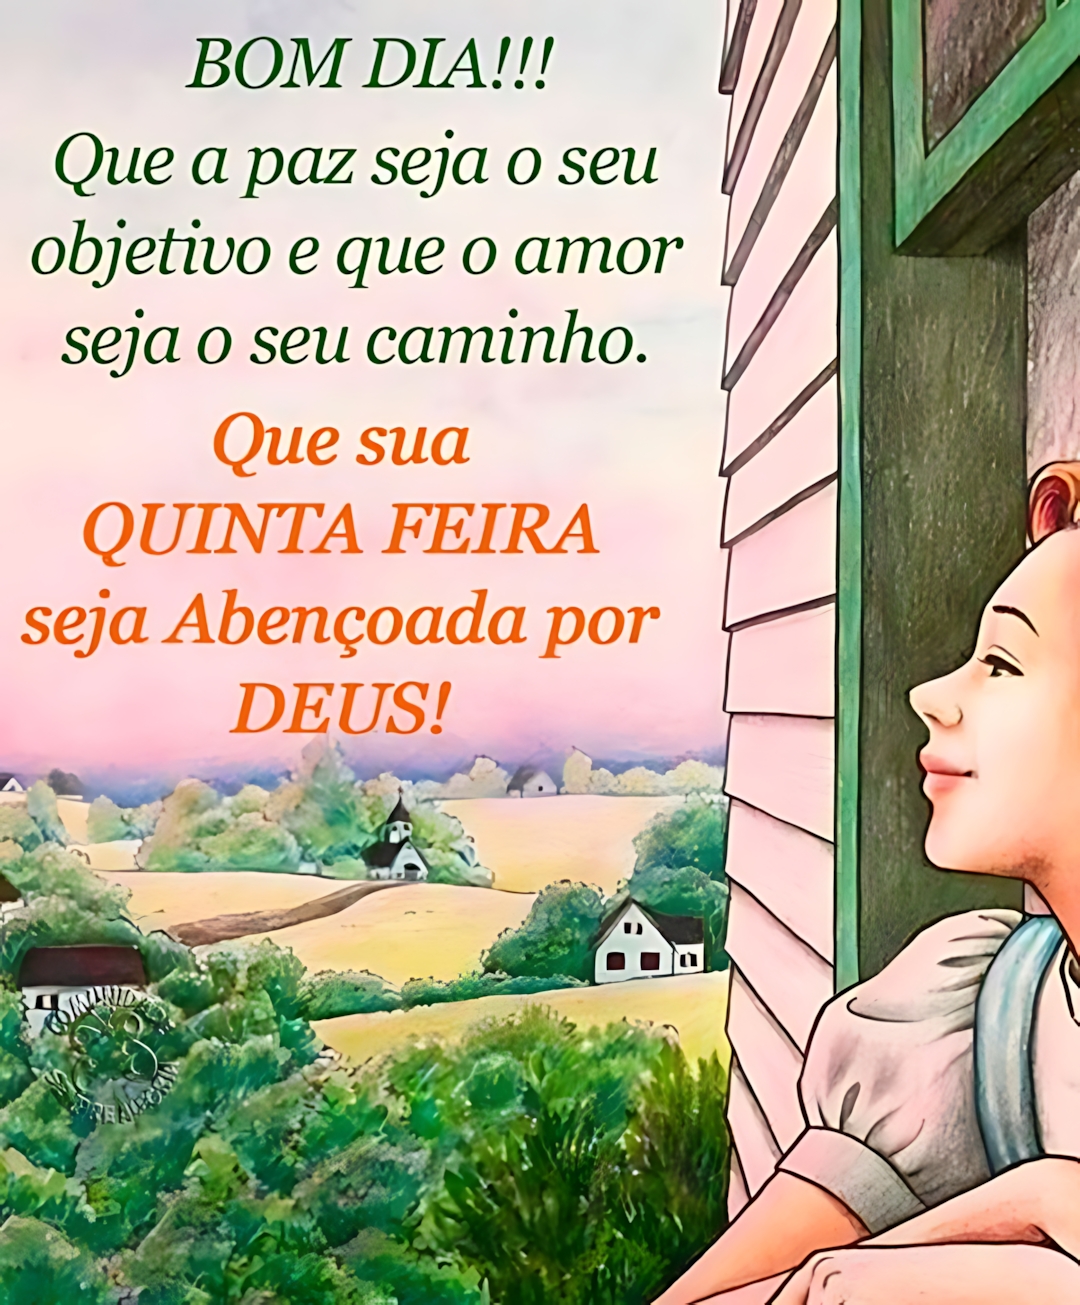 BOM DIA!!!
Que a paz seja o seu
objetivo e que o amor
seja o seu caminho.
Que sua
QUINTA FEIRA
seja Abençoada por
DEUS!